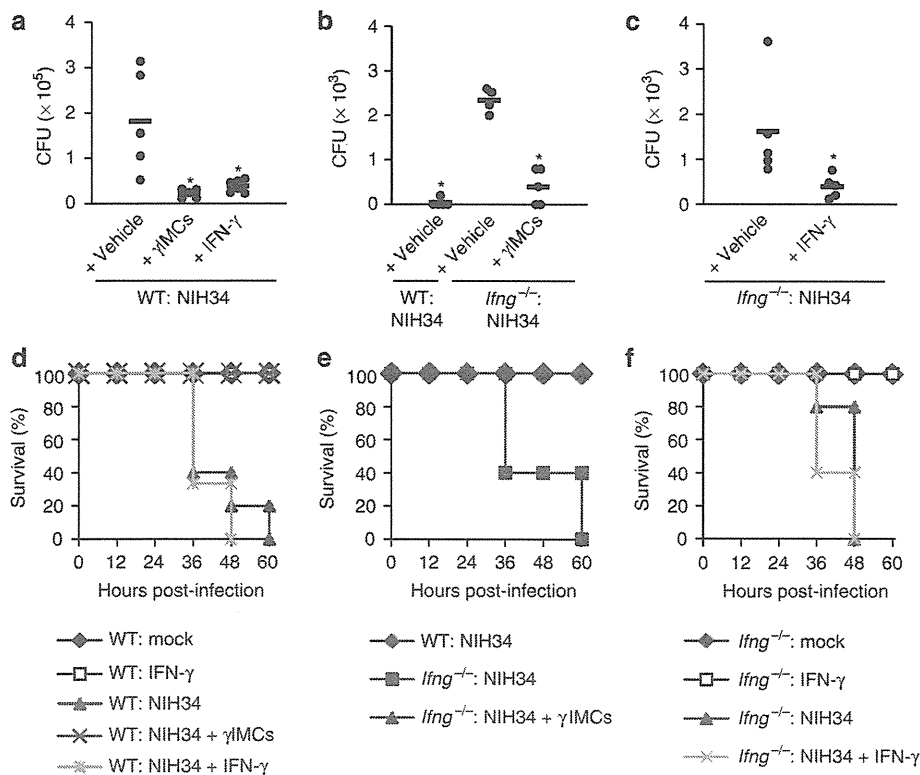 a
b
c
4
3
2
1
0
CFU (× 10⁵)
+ Vehicle
+ γIMCs
+ IFN-γ
*
*
WT: NIH34
4
3
2
1
0
CFU (× 10³)
+ Vehicle
+ Vehicle
+ γIMCs
*
*
WT:
NIH34
Ifng−/−:
NIH34
4
3
2
1
0
CFU (× 10³)
+ Vehicle
+ IFN-γ
*
Ifng−/−: NIH34
d
e
f
100
80
60
40
20
0
Survival (%)
0 12 24 36 48 60
Hours post-infection
WT: mock
WT: IFN-γ
WT: NIH34
WT: NIH34 + γIMCs
WT: NIH34 + IFN-γ
100
80
60
40
20
0
Survival (%)
0 12 24 36 48 60
Hours post-infection
WT: NIH34
Ifng−/−: NIH34
Ifng−/−: NIH34 + γIMCs
100
80
60
40
20
0
Survival (%)
0 12 24 36 48 60
Hours post-infection
Ifng−/−: mock
Ifng−/−: IFN-γ
Ifng−/−: NIH34
Ifng−/−: NIH34 + IFN-γ